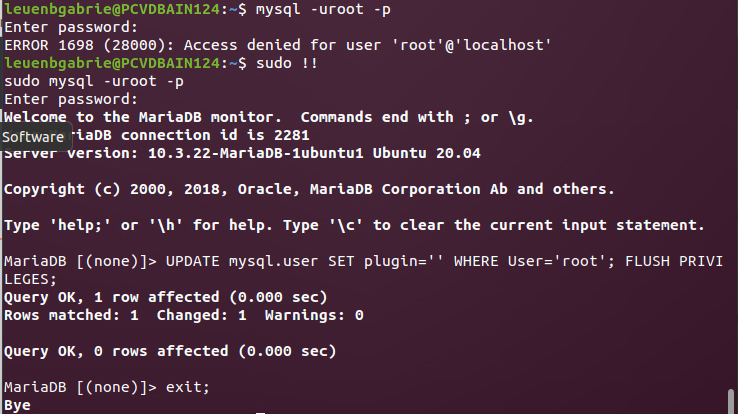 leuenbgabrie@PCVDBAIN124:~$ mysql -uroot -p
Enter password:
ERROR 1698 (28000): Access denied for user 'root'@'localhost'
leuenbgabrie@PCVDBAIN124:~$ sudo !!
sudo mysql -uroot -p
Enter password:
Welcome to the MariaDB monitor.  Commands end with ; or \g.
Software riaDB connection id is 2281
Server version: 10.3.22-MariaDB-1ubuntu1 Ubuntu 20.04
Copyright (c) 2000, 2018, Oracle, MariaDB Corporation Ab and others.
Type 'help;' or '\h' for help. Type '\c' to clear the current input statement.
MariaDB [(none)]> UPDATE mysql.user SET plugin='' WHERE User='root'; FLUSH PRIVI
LEGES;
Query OK, 1 row affected (0.000 sec)
Rows matched: 1  Changed: 1  Warnings: 0
Query OK, 0 rows affected (0.000 sec)
MariaDB [(none)]> exit;
Bye